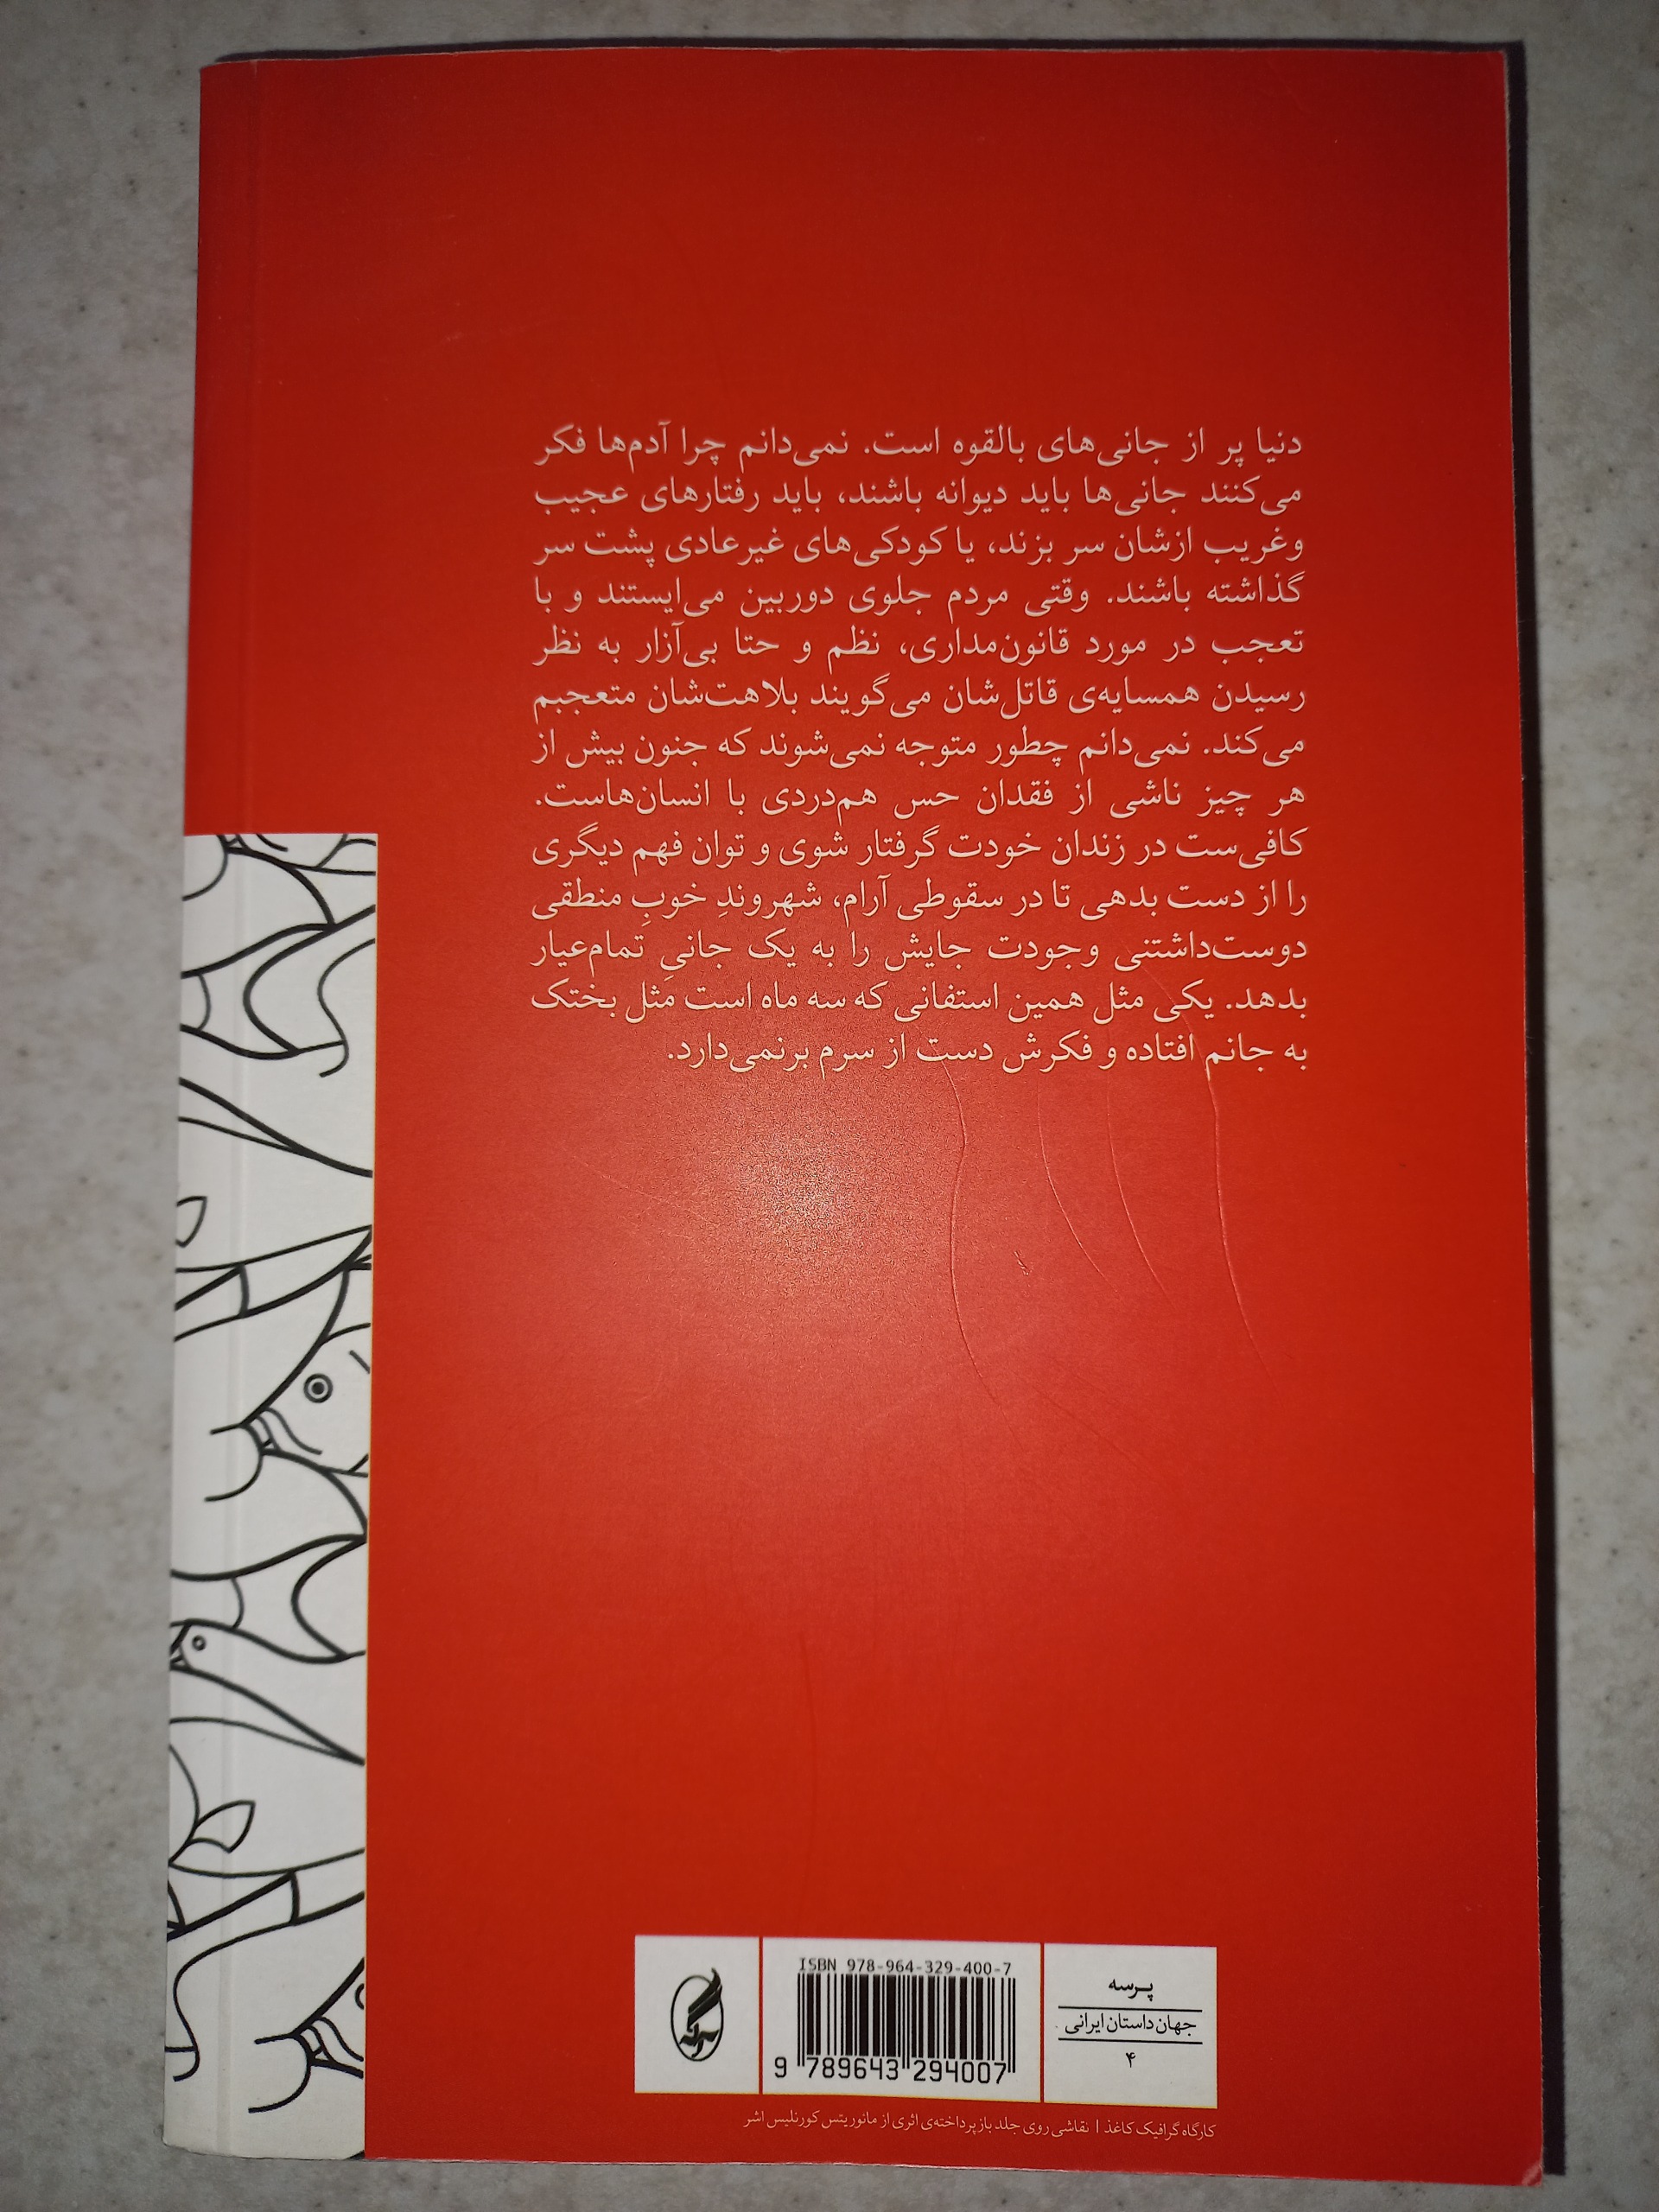 دنیا پر از جانی‌های بالقوه است. نمی‌دانم چرا آدم‌ها فکر
می‌کنند جانی‌ها باید دیوانه باشند، باید رفتارهای عجیب
وغریب ازشان سر بزند، یا کودکی‌های غیرعادی پشت سر
گذاشته باشند. وقتی مردم جلوی دوربین می‌ایستند و با
تعجب در مورد قانون‌مداری، نظم و حتا بی‌آزار به نظر
رسیدن همسایه‌ی قاتل‌شان می‌گویند بلاهت‌شان متعجبم
می‌کند. نمی‌دانم چطور متوجه نمی‌شوند که جنون بیش از
هر چیز ناشی از فقدان حس هم‌دردی با انسان‌هاست.
کافی‌ست در زندان خودت گرفتار شوی و توان فهم دیگری
را از دست بدهی تا در سقوطی آرام، شهروندِ خوبِ منطقی
دوست‌داشتنی وجودت جایش را به یک جانیِ تمام‌عیار
بدهد. یکی مثل همین استفانی که سه ماه است مثل بختک
به جانم افتاده و فکرش دست از سرم برنمی‌دارد.
پرسه
جهان داستان ایرانی
۴
ISBN 978-964-329-400-7
9 789643 294007
آگه
کارگاه گرافیک کاغذ | نقاشی روی جلد بازپرداخته‌ی اثری از مائوریتس کورنلیس اشر